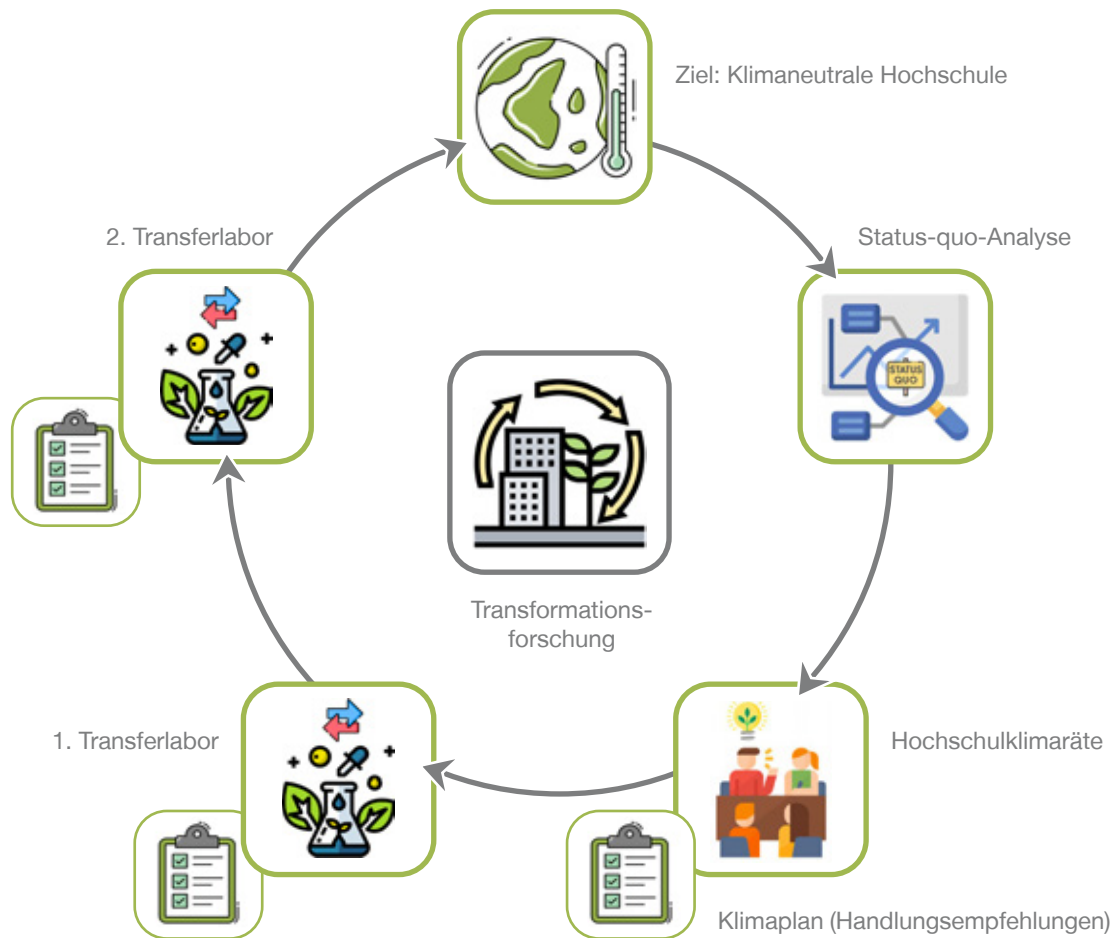 Ziel: Klimaneutrale Hochschule
2. Transferlabor
Status-quo-Analyse
STATUS
QUO
Transformations-
forschung
1. Transferlabor
Hochschulklimaräte
Klimaplan (Handlungsempfehlungen)